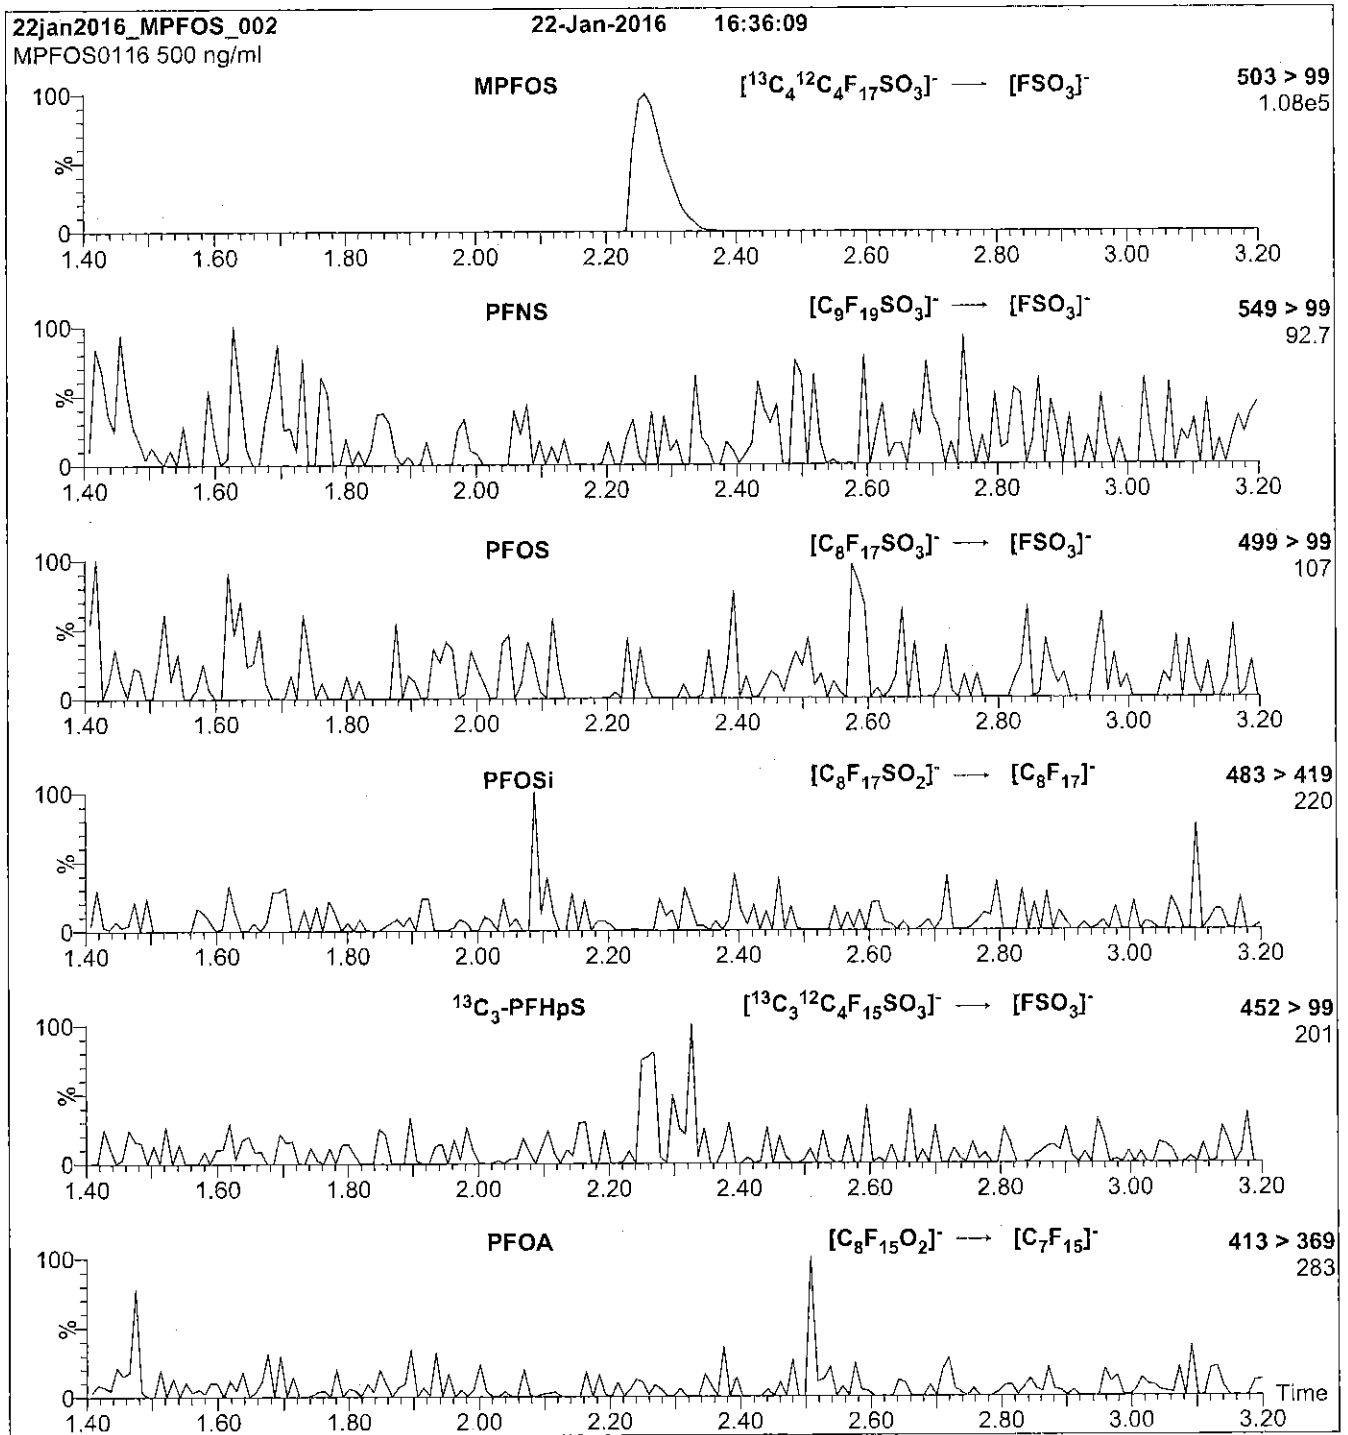 22jan2016_MPFOS_002 22-Jan-2016 16:36:09
MPFOS0116 500 ng/ml
MPFOS [¹³C₄¹²C₄F₁₇SO₃]⁻ → [FSO₃]⁻ 503 > 99
1.08e5
100
%
0
1.40 1.60 1.80 2.00 2.20 2.40 2.60 2.80 3.00 3.20
PFNS [C₉F₁₉SO₃]⁻ → [FSO₃]⁻ 549 > 99
92.7
100
%
0
1.40 1.60 1.80 2.00 2.20 2.40 2.60 2.80 3.00 3.20
PFOS [C₈F₁₇SO₃]⁻ → [FSO₃]⁻ 499 > 99
107
100
%
0
1.40 1.60 1.80 2.00 2.20 2.40 2.60 2.80 3.00 3.20
PFOSi [C₈F₁₇SO₂]⁻ → [C₈F₁₇]⁻ 483 > 419
220
100
%
0
1.40 1.60 1.80 2.00 2.20 2.40 2.60 2.80 3.00 3.20
¹³C₃-PFHpS [¹³C₃¹²C₄F₁₅SO₃]⁻ → [FSO₃]⁻ 452 > 99
201
100
%
0
1.40 1.60 1.80 2.00 2.20 2.40 2.60 2.80 3.00 3.20
PFOA [C₈F₁₅O₂]⁻ → [C₇F₁₅]⁻ 413 > 369
283
100
%
0 Time
1.40 1.60 1.80 2.00 2.20 2.40 2.60 2.80 3.00 3.20